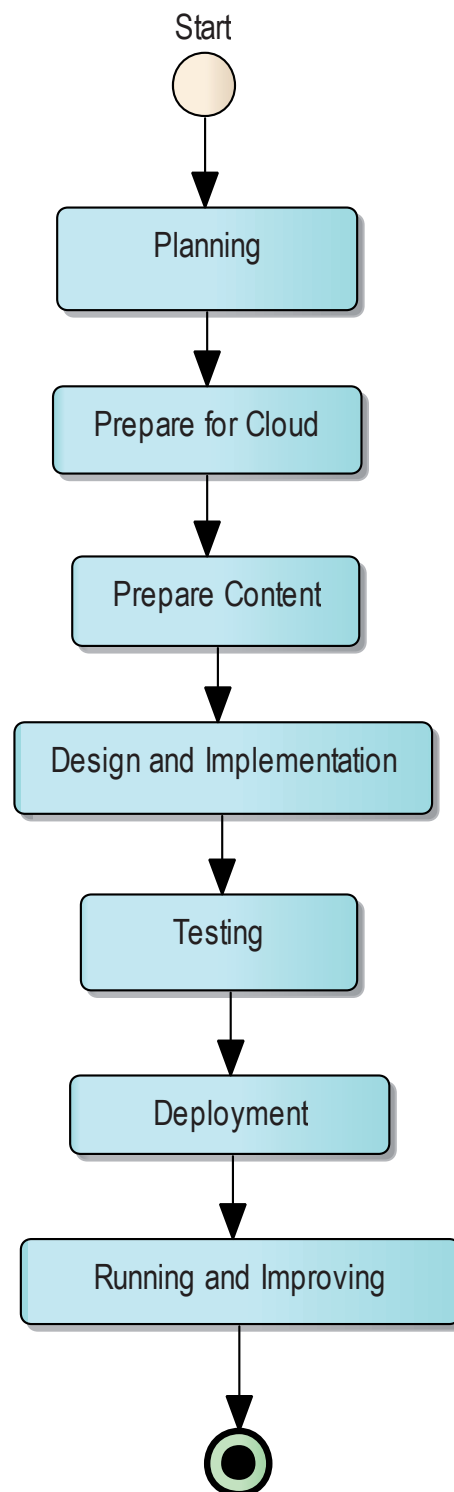 Start
Planning
Prepare for Cloud
Prepare Content
Design and Implementation
Testing
Deployment
Running and Improving